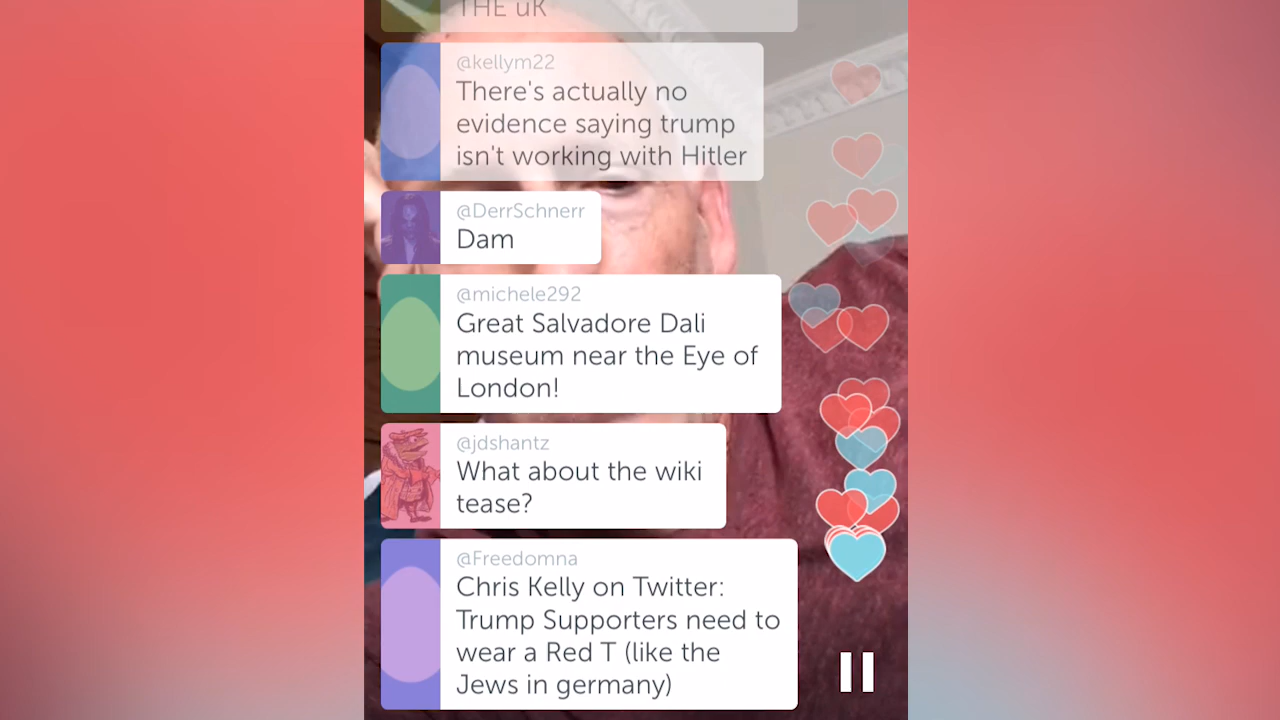 THE uK
@kellym22
There's actually no
evidence saying trump
isn't working with Hitler
@DerrSchnerr
Dam
@michele292
Great Salvadore Dali
museum near the Eye of
London!
@jdshantz
What about the wiki
tease?
@Freedomna
Chris Kelly on Twitter:
Trump Supporters need to
wear a Red T (like the
Jews in germany)